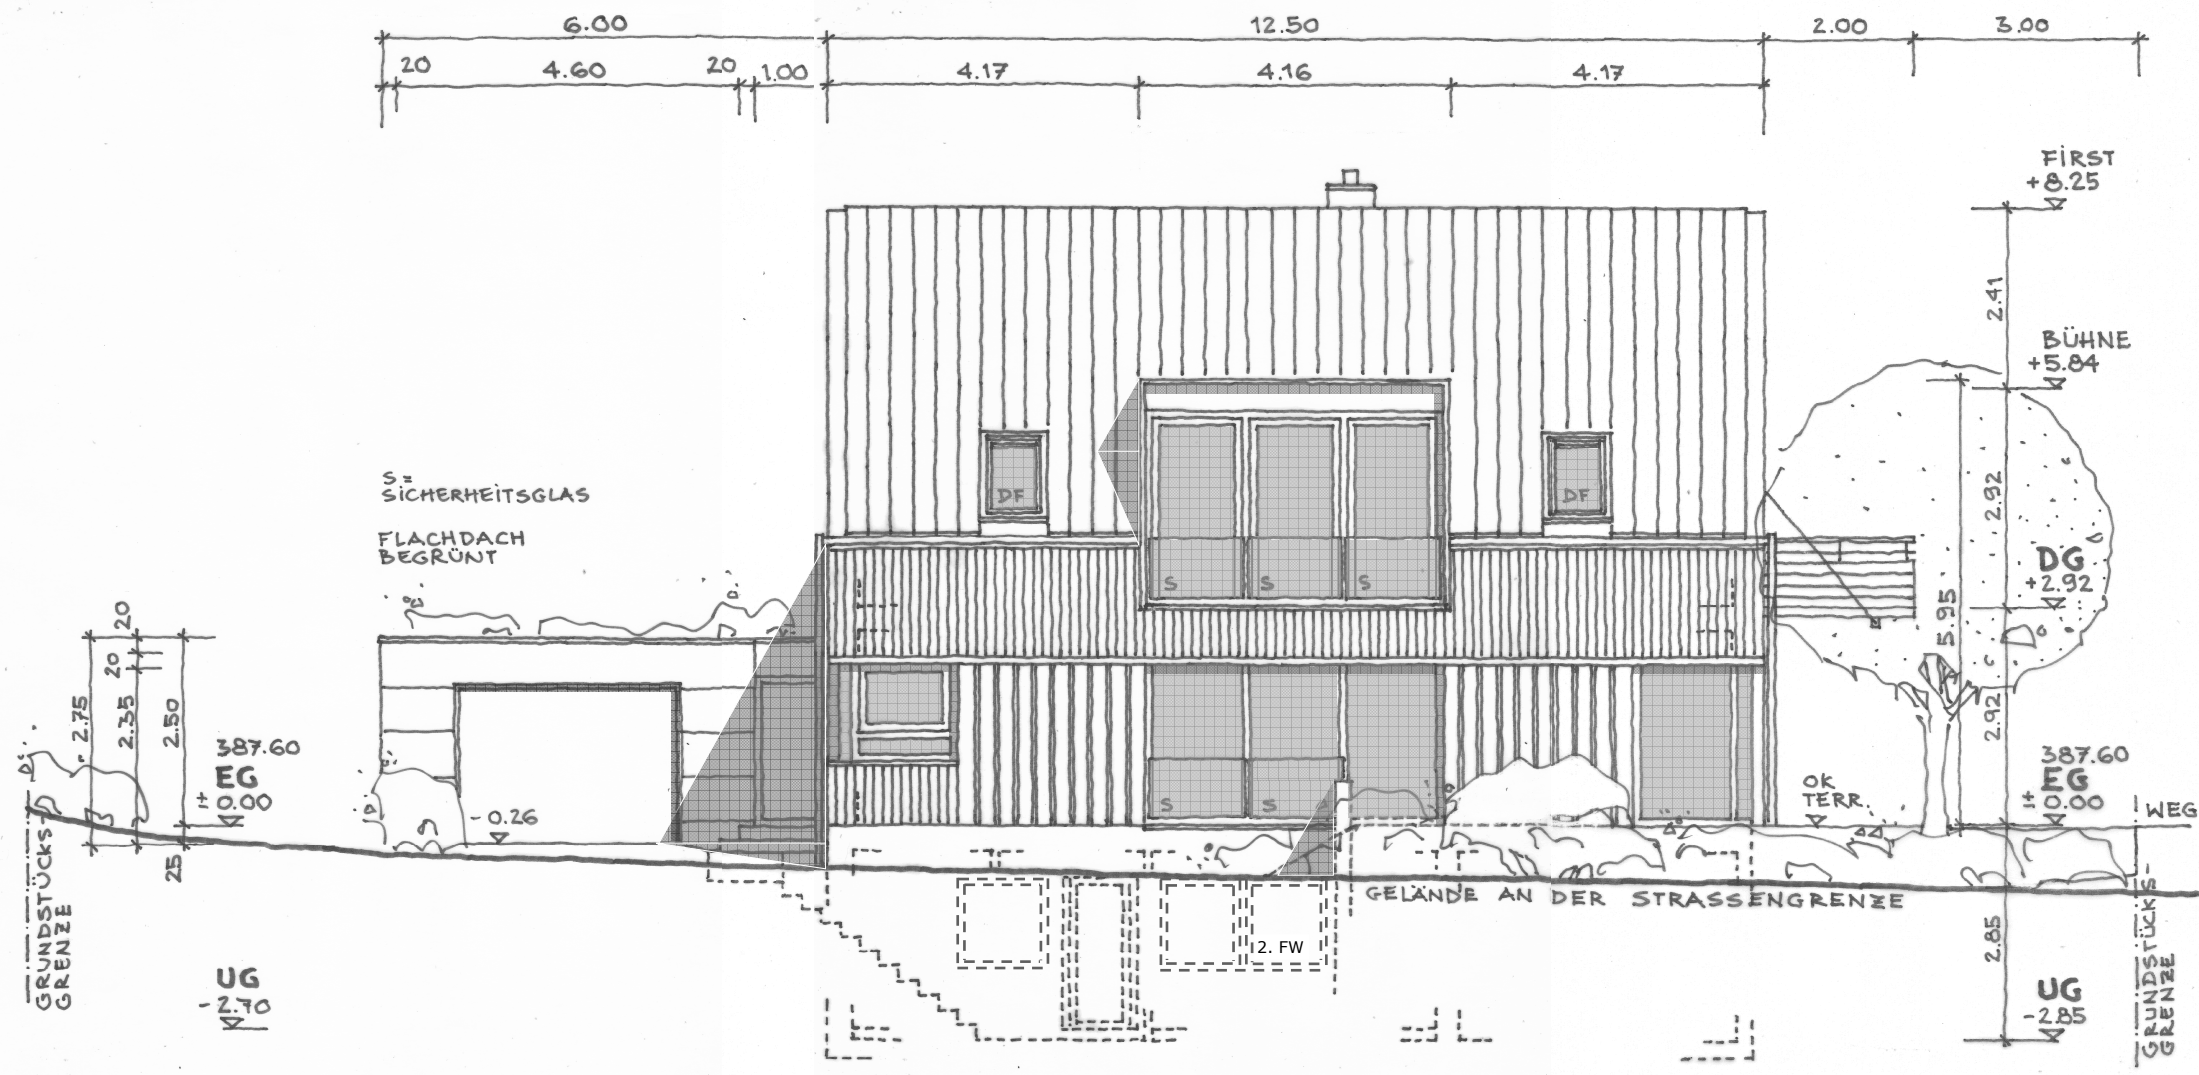 6.00
12.50
2.00
3.00
20
4.60
20
1.00
4.17
4.16
4.17
FIRST
+8.25
2.41
BÜHNE
+5.84
S =
SICHERHEITSGLAS
FLACHDACH
BEGRÜNT
DF
DF
S
S
S
2.92
DG
+2.92
5.95
20
20
2.75
2.35
2.50
25
387.60
EG
±0.00
-0.26
S
S
OK
TERR.
2.92
387.60
EG
±0.00
WEG
GELÄNDE AN DER STRASSENGRENZE
GRUNDSTÜCKS-
GRENZE
UG
-2.70
2. FW
2.85
UG
-2.85
GRUNDSTÜCKS-
GRENZE